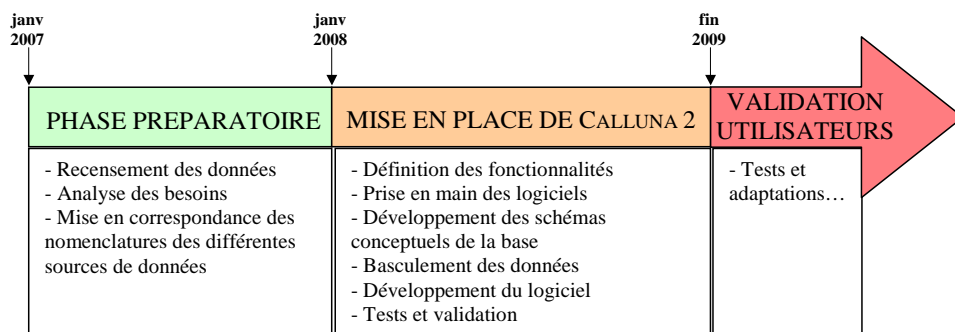 janv
2007
janv
2008
fin
2009
PHASE PREPARATOIRE
MISE EN PLACE DE CALLUNA 2
VALIDATION
UTILISATEURS
- Recensement des données
- Analyse des besoins
- Mise en correspondance des
nomenclatures des différentes
sources de données
- Définition des fonctionnalités
- Prise en main des logiciels
- Développement des schémas
conceptuels de la base
- Basculement des données
- Développement du logiciel
- Tests et validation
- Tests et
adaptations…